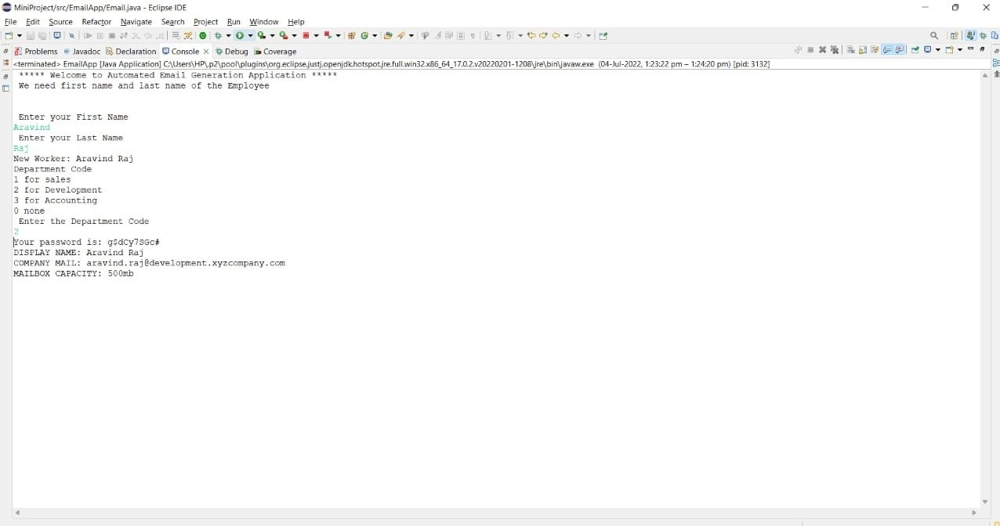 MiniProject/src/EmailApp/Email.java - Eclipse IDE
File Edit Source Refactor Navigate Search Project Run Window Help
Problems @ Javadoc Declaration Console Debug Coverage
<terminated> EmailApp [Java Application] C:\Users\HP\.p2\pool\plugins\org.eclipse.justj.openjdk.hotspot.jre.full.win32.x86_64_17.0.2.v20220201-1208\jre\bin\javaw.exe (04-Jul-2022, 1:23:22 pm – 1:24:20 pm) [pid: 3132]
***** Welcome to Automated Email Generation Application *****
We need first name and last name of the Employee
Enter your First Name
Aravind
Enter your Last Name
Raj
New Worker: Aravind Raj
Department Code
1 for sales
2 for Development
3 for Accounting
0 none
Enter the Department Code
2
Your password is: g$dCy7SGc#
DISPLAY NAME: Aravind Raj
COMPANY MAIL: aravind.raj@development.xyzcompany.com
MAILBOX CAPACITY: 500mb